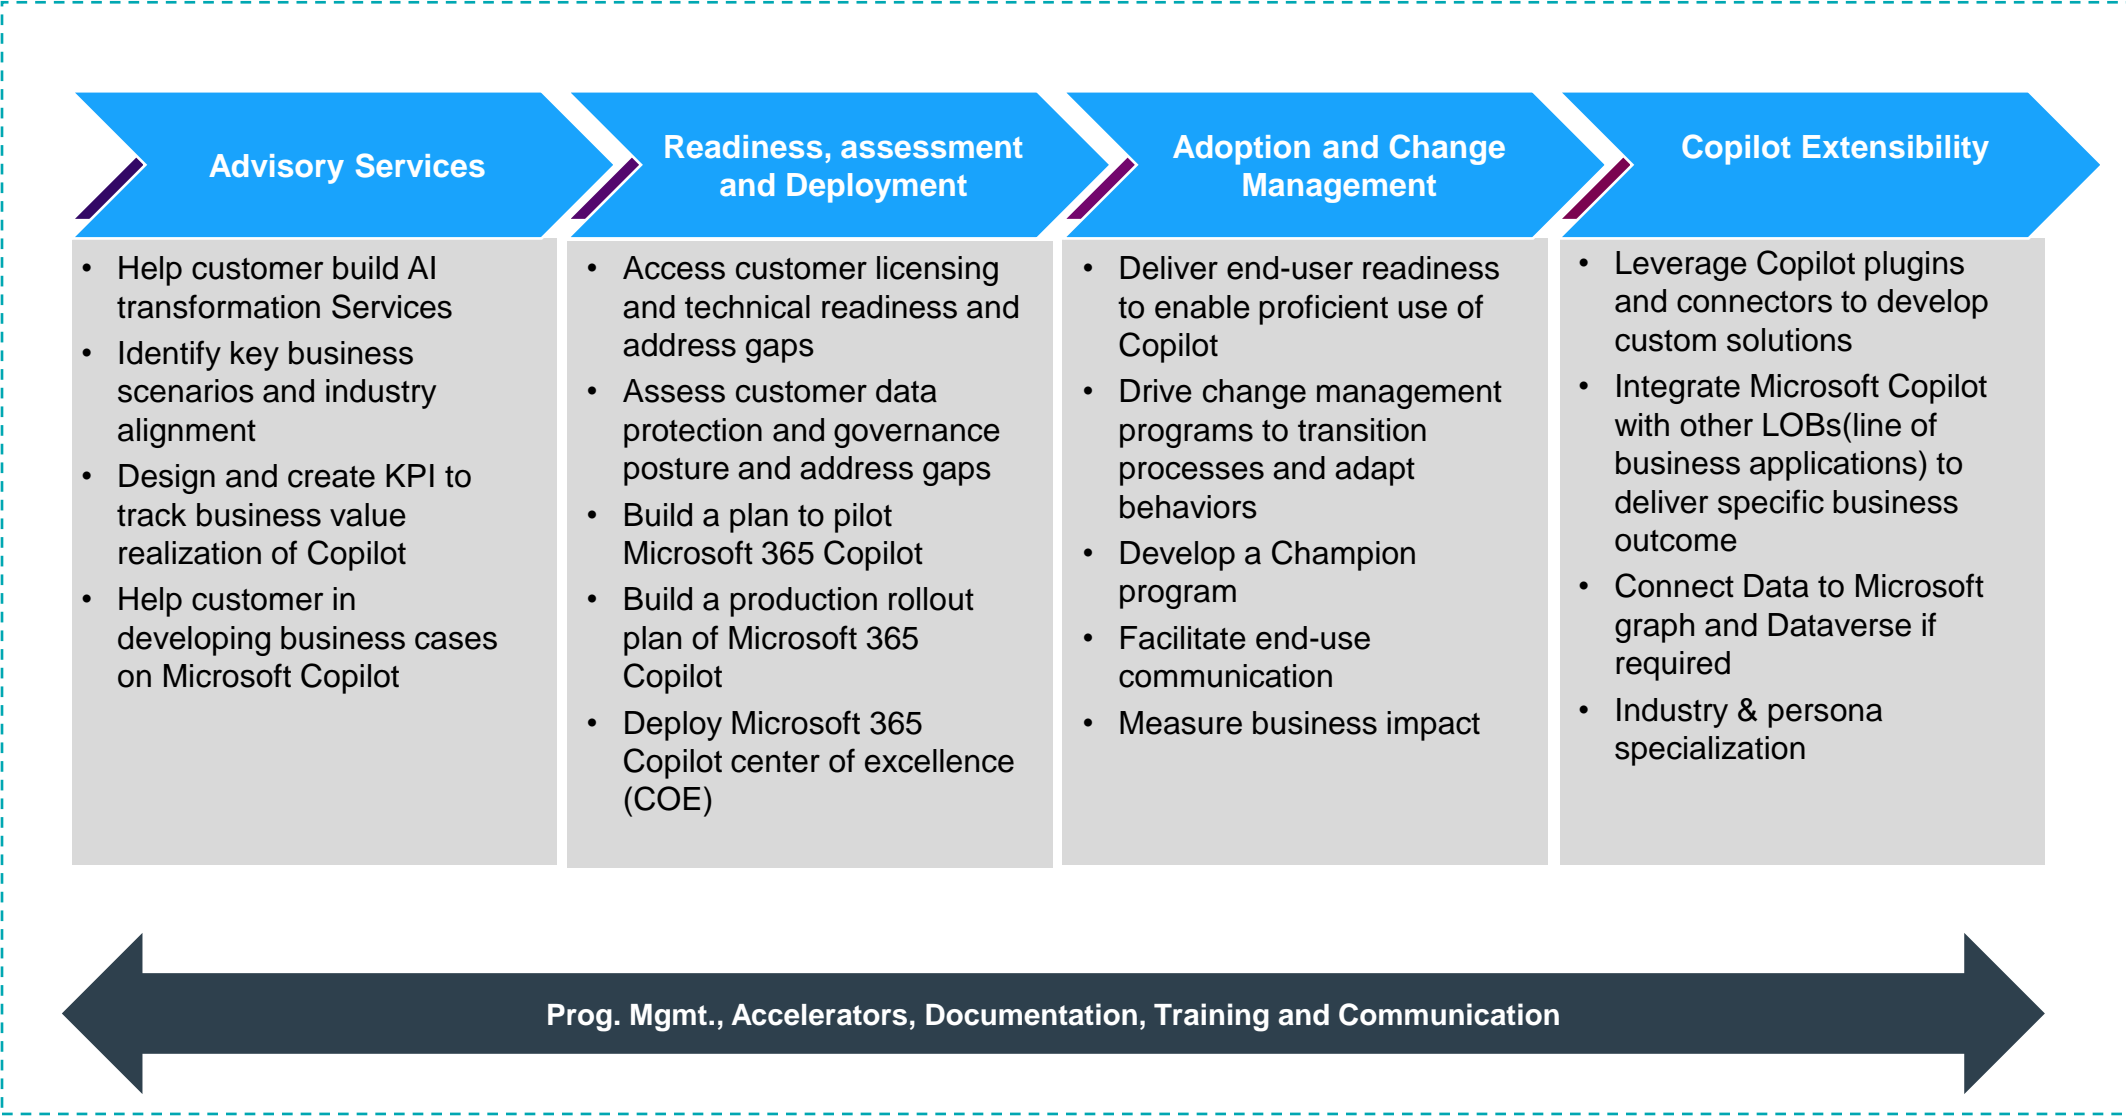 Advisory Services
• Help customer build AI
transformation Services
• Identify key business
scenarios and industry
alignment
• Design and create KPI to
track business value
realization of Copilot
• Help customer in
developing business cases
on Microsoft Copilot
Readiness, assessment
and Deployment
• Access customer licensing
and technical readiness and
address gaps
• Assess customer data
protection and governance
posture and address gaps
• Build a plan to pilot
Microsoft 365 Copilot
• Build a production rollout
plan of Microsoft 365
Copilot
• Deploy Microsoft 365
Copilot center of excellence
(COE)
Adoption and Change
Management
• Deliver end-user readiness
to enable proficient use of
Copilot
• Drive change management
programs to transition
processes and adapt
behaviors
• Develop a Champion
program
• Facilitate end-use
communication
• Measure business impact
Copilot Extensibility
• Leverage Copilot plugins
and connectors to develop
custom solutions
• Integrate Microsoft Copilot
with other LOBs(line of
business applications) to
deliver specific business
outcome
• Connect Data to Microsoft
graph and Dataverse if
required
• Industry & persona
specialization
Prog. Mgmt., Accelerators, Documentation, Training and Communication